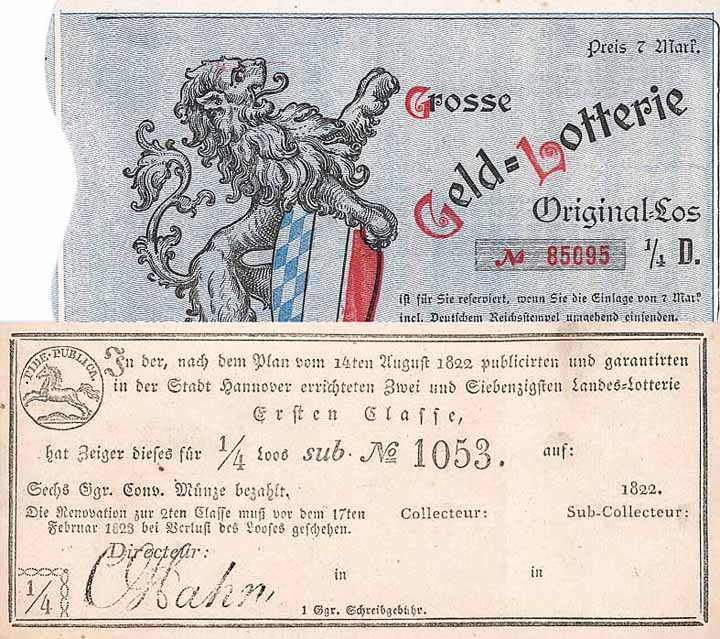 Preis 7 Mark.
Grosse
Geld=Lotterie
Original=Los
№ 85095 1/4 D.
ist für Sie reserviert, wenn Sie die Einlage von 7 Mark
incl. Deutschem Reichsstempel umgehend einsenden.
FIDE·PUBLICA
In der, nach dem Plan vom 14ten August 1822 publicirten und garantirten
in der Stadt Hannover errichteten Zwei und Siebenzigsten Landes=Lotterie
Ersten Classe,
hat Zeiger dieses für 1/4 Loos sub. № 1053. auf:
Sechs Ggr. Conv. Münze bezahlt. 1822.
Die Renovation zur 2ten Classe muß vor dem 17ten
Februar 1823 bei Verlust des Looses geschehen.
Collecteur: Sub-Collecteur:
Directeur:
1/4 in in
1 Ggr. Schreibgebühr.